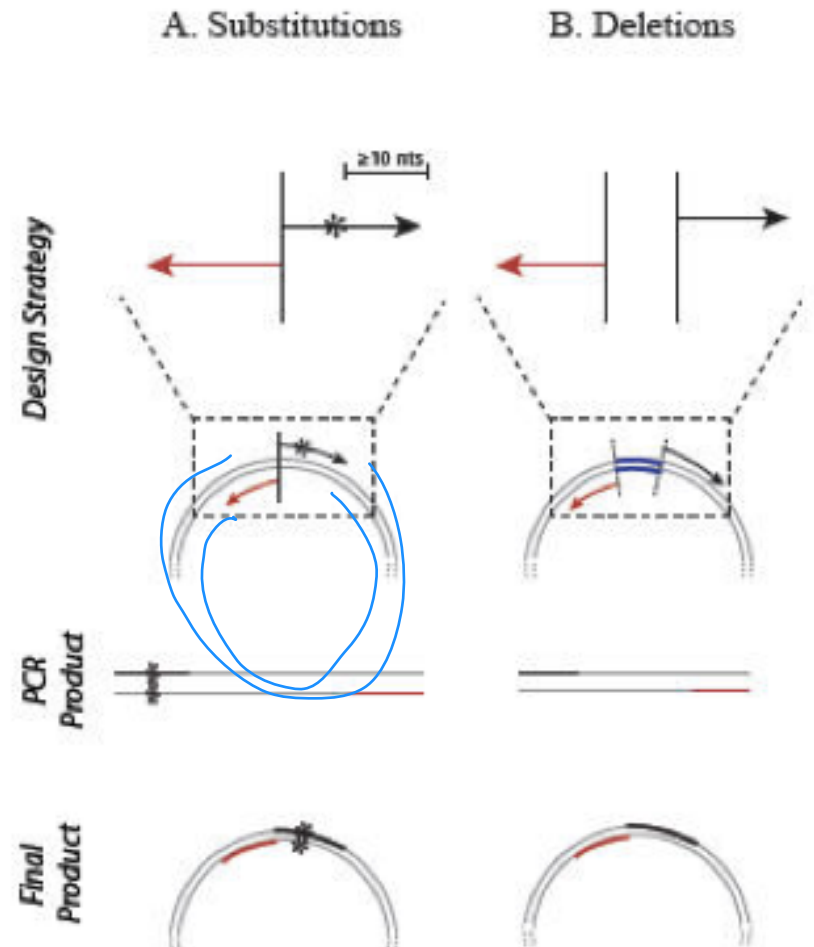 A. Substitutions
B. Deletions
≥10 nts
Design Strategy
PCR
Product
Final
Product